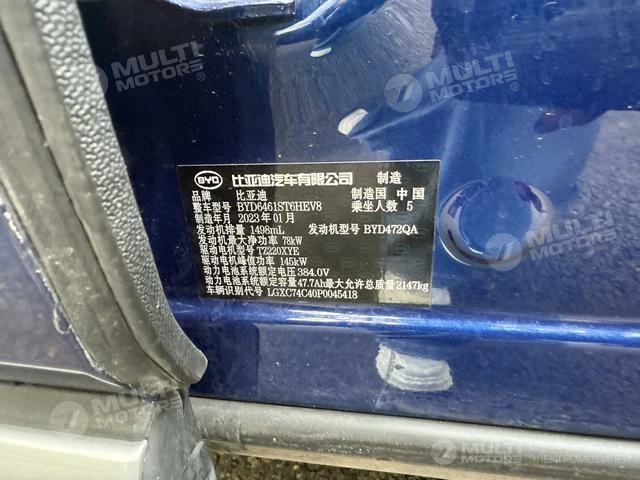 MULTI MOTORS
MULTI MOTORS
BYD 比亚迪汽车有限公司 制造
品牌 比亚迪 制造国 中国
整车型号 BYD6461ST6HEV8 乘坐人数 5
制造年月 2023年01月
发动机排量 1498mL 发动机型号 BYD472QA
发动机最大净功率 78kW
驱动电机型号 TZ220XYE
驱动电机峰值功率 145kW
动力电池系统额定电压 384.0V
动力电池系统额定容量 47.7Ah 最大允许总质量 2147kg
车辆识别代号 LGXC74C40P0045418
MULTI MOTORS
MULTI MOTORS
ЭЛЕКТРОМОБИЛИ